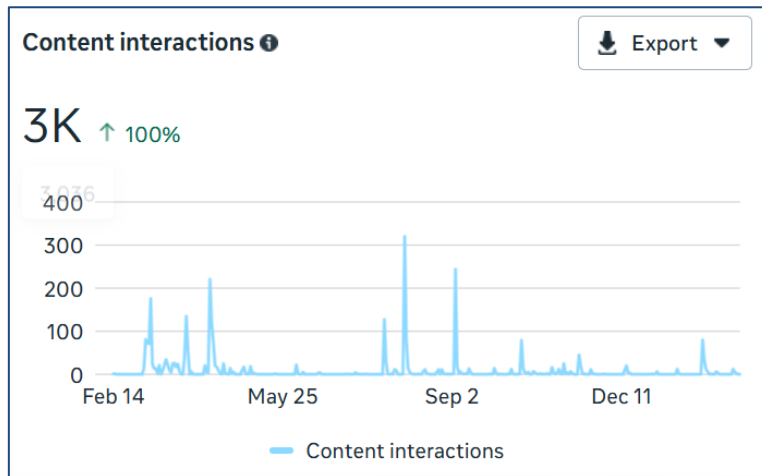 Content interactions
Export
3K ↑ 100%
3,036
400
300
200
100
0
Feb 14 May 25 Sep 2 Dec 11
Content interactions